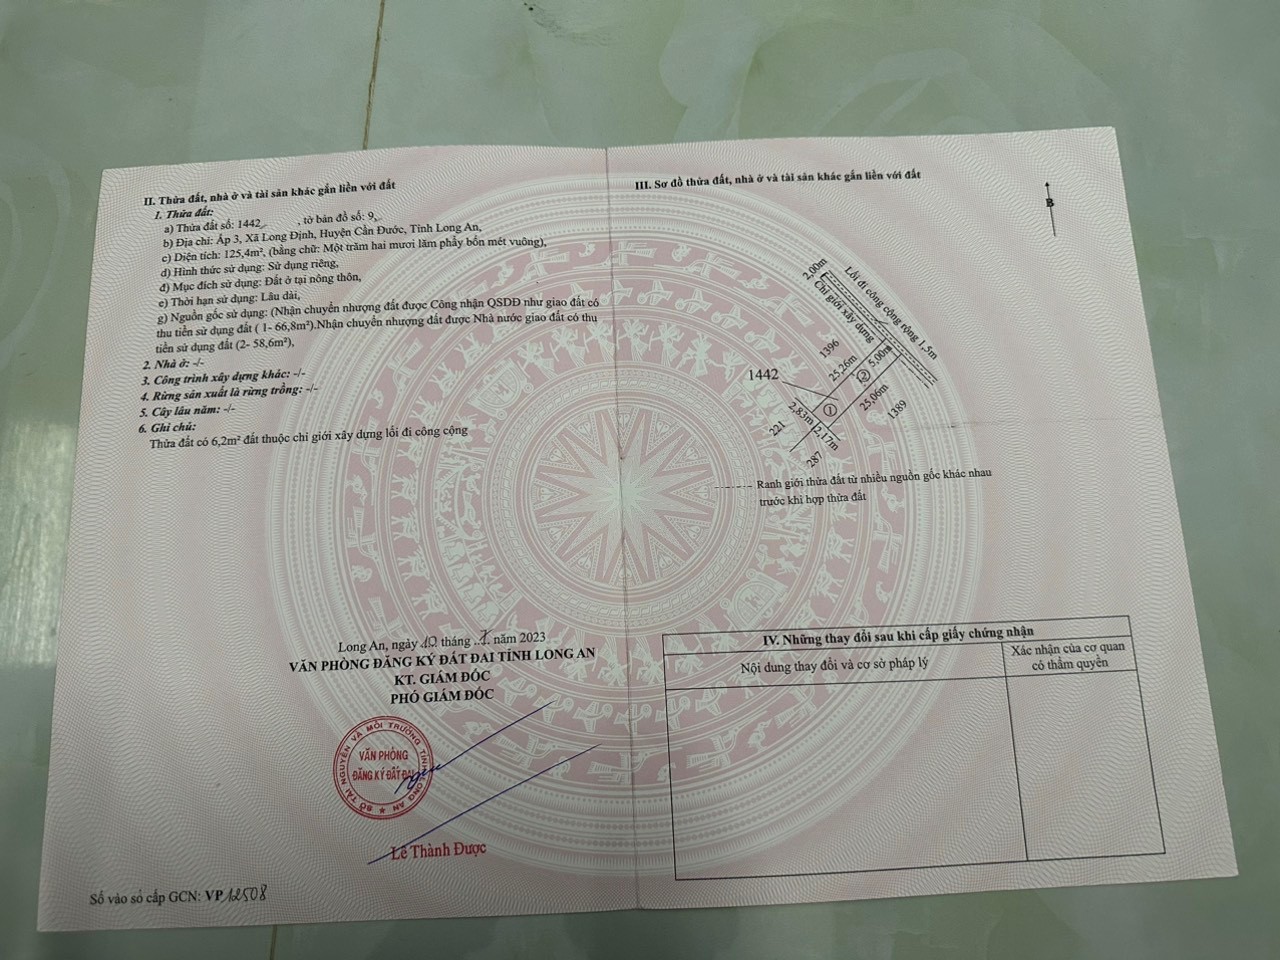 II. Thửa đất, nhà ở và tài sản khác gắn liền với đất
1. Thửa đất:
a) Thửa đất số: 1442 , tờ bản đồ số: 9,
b) Địa chỉ: Ấp 3, Xã Long Định, Huyện Cần Đước, Tỉnh Long An,
c) Diện tích: 125,4m², (bằng chữ: Một trăm hai mươi lăm phẩy bốn mét vuông),
d) Hình thức sử dụng: Sử dụng riêng,
đ) Mục đích sử dụng: Đất ở tại nông thôn,
e) Thời hạn sử dụng: Lâu dài,
g) Nguồn gốc sử dụng: (Nhận chuyển nhượng đất được Công nhận QSDĐ như giao đất có
thu tiền sử dụng đất ( 1- 66,8m²).Nhận chuyển nhượng đất được Nhà nước giao đất có thu
tiền sử dụng đất (2- 58,6m²),
2. Nhà ở: -/-
3. Công trình xây dựng khác: -/-
4. Rừng sản xuất là rừng trồng: -/-
5. Cây lâu năm: -/-
6. Ghi chú:
Thửa đất có 6,2m² đất thuộc chỉ giới xây dựng lối đi công cộng
Long An, ngày 10 tháng .7. năm 2023
VĂN PHÒNG ĐĂNG KÝ ĐẤT ĐAI TỈNH LONG AN
KT. GIÁM ĐỐC
PHÓ GIÁM ĐỐC
SỞ TÀI NGUYÊN VÀ MÔI TRƯỜNG TỈNH LONG AN
VĂN PHÒNG
ĐĂNG KÝ ĐẤT ĐAI
Lê Thành Được
Số vào sổ cấp GCN: VP12508
III. Sơ đồ thửa đất, nhà ở và tài sản khác gắn liền với đất
B
2,00m
Lối đi công cộng rộng 1,5m
Chỉ giới xây dựng
1396
25,26m
5,00m
2
1442
25,06m
1389
1
2,83m
2,17m
221
287
Ranh giới thửa đất từ nhiều nguồn gốc khác nhau
trước khi hợp thửa đất
IV. Những thay đổi sau khi cấp giấy chứng nhận
Nội dung thay đổi và cơ sở pháp lý
Xác nhận của cơ quan
có thẩm quyền